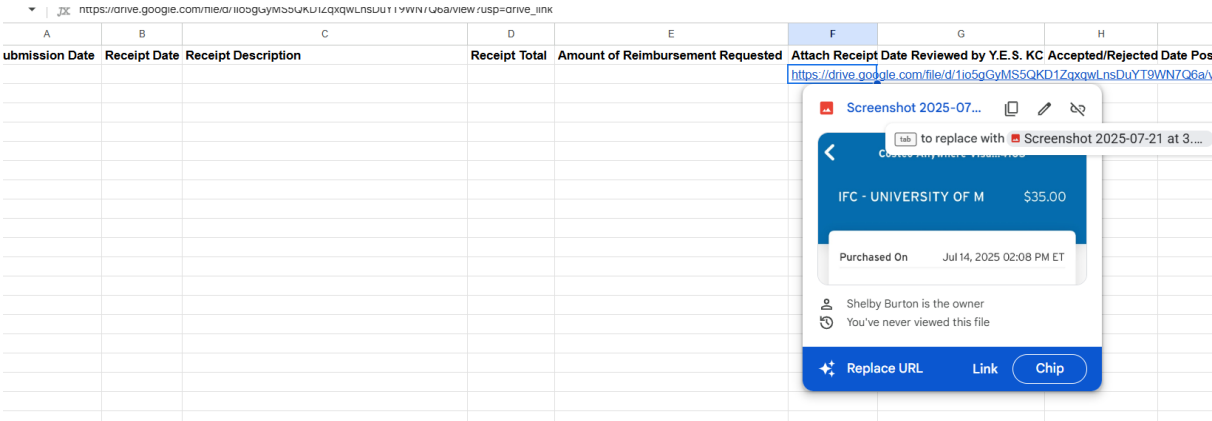 https://drive.google.com/file/d/1io5gGyMS5QKD1ZqxqwLnsDuYT9WN7Q6a/view?usp=drive_link
A B C D E F G H
ubmission Date Receipt Date Receipt Description Receipt Total Amount of Reimbursement Requested Attach Receipt Date Reviewed by Y.E.S. KC Accepted/Rejected Date Pos
https://drive.google.com/file/d/1io5gGyMS5QKD1ZqxqwLnsDuYT9WN7Q6a/v
Screenshot 2025-07...
tab to replace with Screenshot 2025-07-21 at 3....
Costco Anywhere Visa
IFC - UNIVERSITY OF M $35.00
Purchased On Jul 14, 2025 02:08 PM ET
Shelby Burton is the owner
You've never viewed this file
Replace URL Link Chip